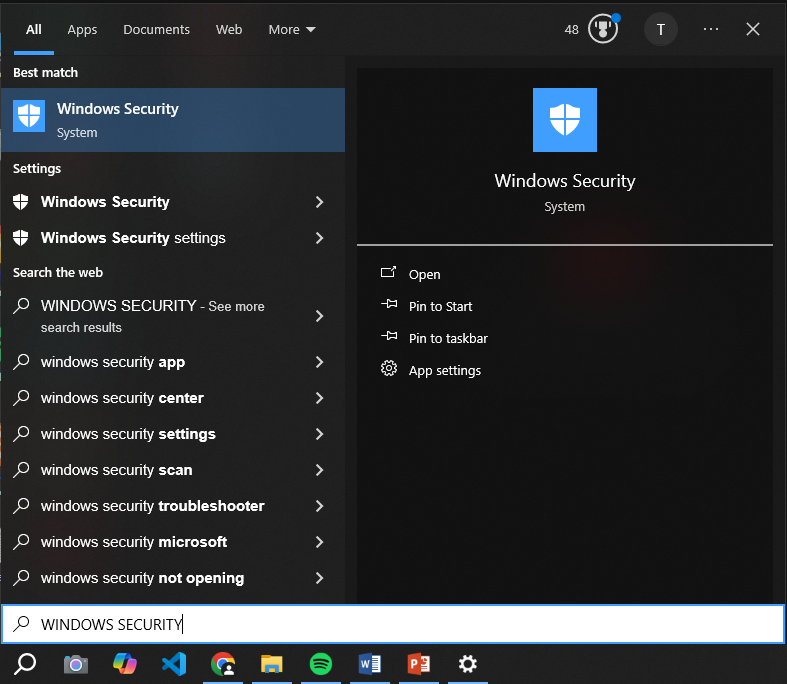 All Apps Documents Web More 48 T ...
Best match
Windows Security
System
Settings
Windows Security
Windows Security settings
Search the web
WINDOWS SECURITY - See more
search results
windows security app
windows security center
windows security settings
windows security scan
windows security troubleshooter
windows security microsoft
windows security not opening
Windows Security
System
Open
Pin to Start
Pin to taskbar
App settings
WINDOWS SECURITY
W P